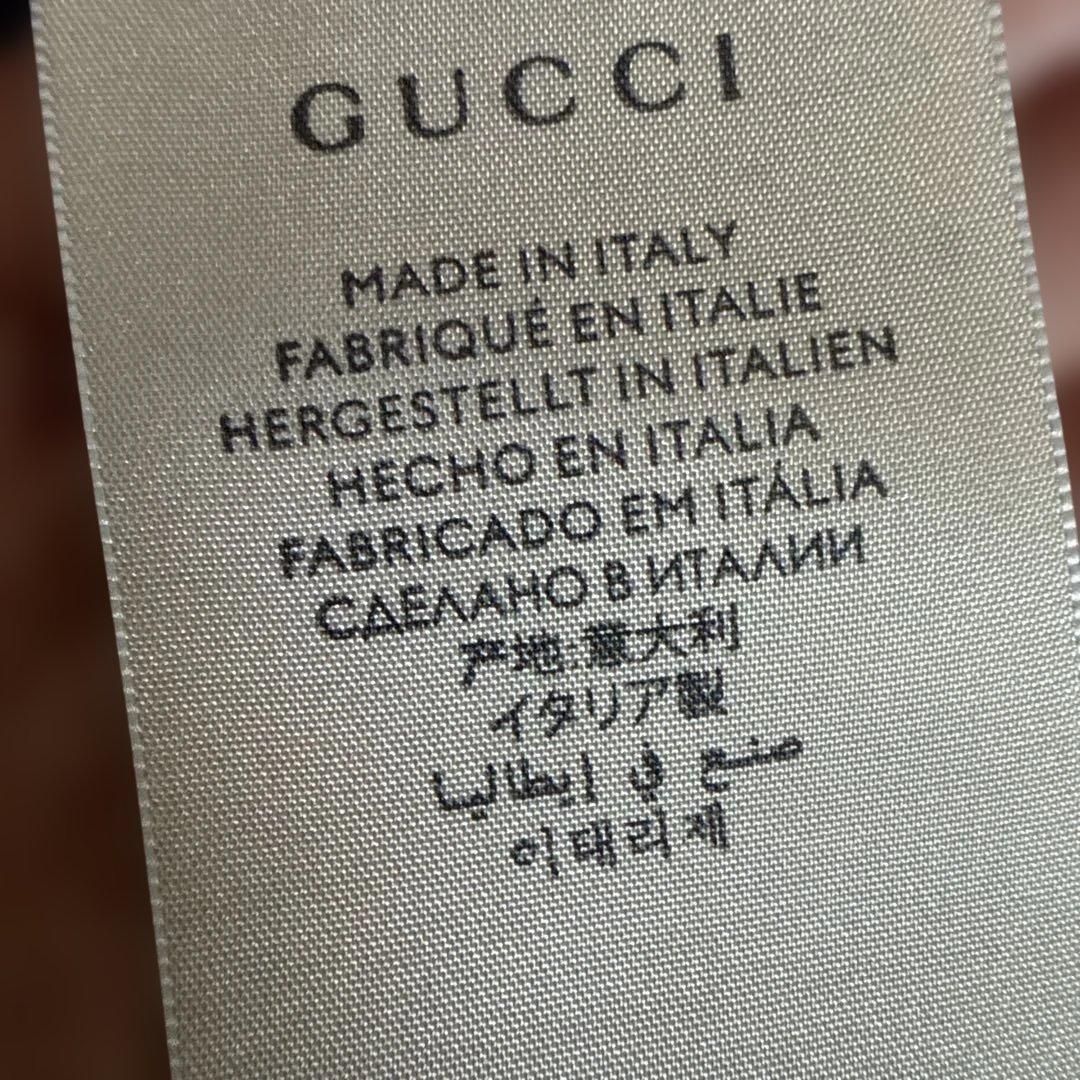 GUCCI
MADE IN ITALY
FABRIQUÉ EN ITALIE
HERGESTELLT IN ITALIEN
HECHO EN ITALIA
FABRICADO EM ITÁLIA
СДЕЛАНО В ИТАЛИИ
产地:意大利
イタリア製
صنع في إيطاليا
이태리제